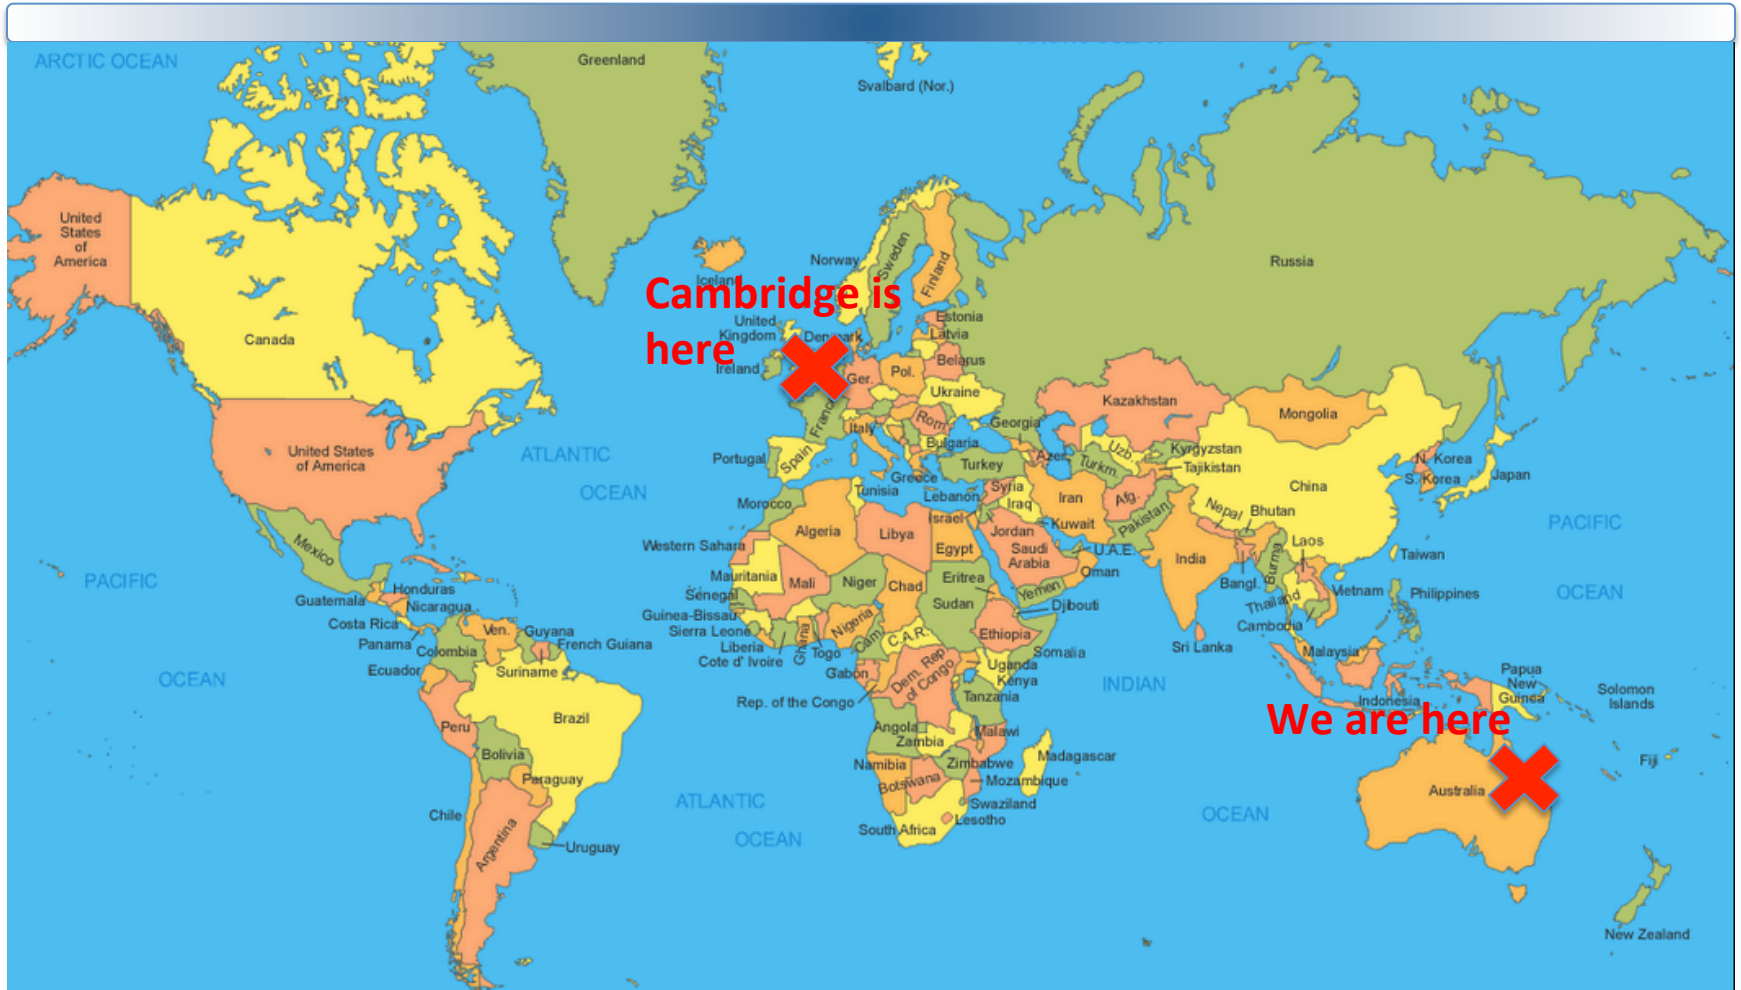 ARCTIC OCEAN
Greenland
Svalbard (Nor.)
United
States
of
America
Canada
Iceland
Norway
Sweden
Finland
Russia
Cambridge is
here
United
Kingdom
Denmark
Estonia
Latvia
Belarus
Ireland
Ger.
Pol.
Ukraine
Kazakhstan
Mongolia
France
Italy
Rom.
Georgia
Bulgaria
United States
of America
ATLANTIC
OCEAN
Portugal
Spain
Greece
Turkey
Azer.
Uzb.
Turkm.
Kyrgyzstan
Tajikistan
N. Korea
S. Korea
Japan
China
Morocco
Tunisia
Lebanon
Syria
Iraq
Iran
Afg.
Pakistan
Nepal
Bhutan
Algeria
Libya
Israel
Egypt
Jordan
Kuwait
Saudi
Arabia
U.A.E.
Oman
India
Bangl.
Burma
Laos
Taiwan
PACIFIC
OCEAN
Mexico
Western Sahara
Mauritania
Mali
Niger
Chad
Eritrea
Sudan
Yemen
Djibouti
Thailand
Vietnam
Cambodia
Philippines
PACIFIC
OCEAN
Honduras
Guatemala
Nicaragua
Costa Rica
Panama
Ven.
Guyana
French Guiana
Suriname
Colombia
Ecuador
Senegal
Guinea-Bissau
Sierra Leone
Liberia
Cote d' Ivoire
Ghana
Togo
Nigeria
Cam.
C.A.R.
Ethiopia
Somalia
Sri Lanka
Malaysia
Gabon
Rep. of the Congo
Dem. Rep.
of Congo
Uganda
Kenya
Tanzania
INDIAN
OCEAN
Indonesia
Papua
New
Guinea
Solomon
Islands
We are here
Peru
Brazil
Bolivia
Paraguay
Chile
Argentina
Uruguay
ATLANTIC
OCEAN
Angola
Zambia
Malawi
Namibia
Botswana
Zimbabwe
Mozambique
Madagascar
Swaziland
Lesotho
South Africa
Australia
Fiji
New Zealand